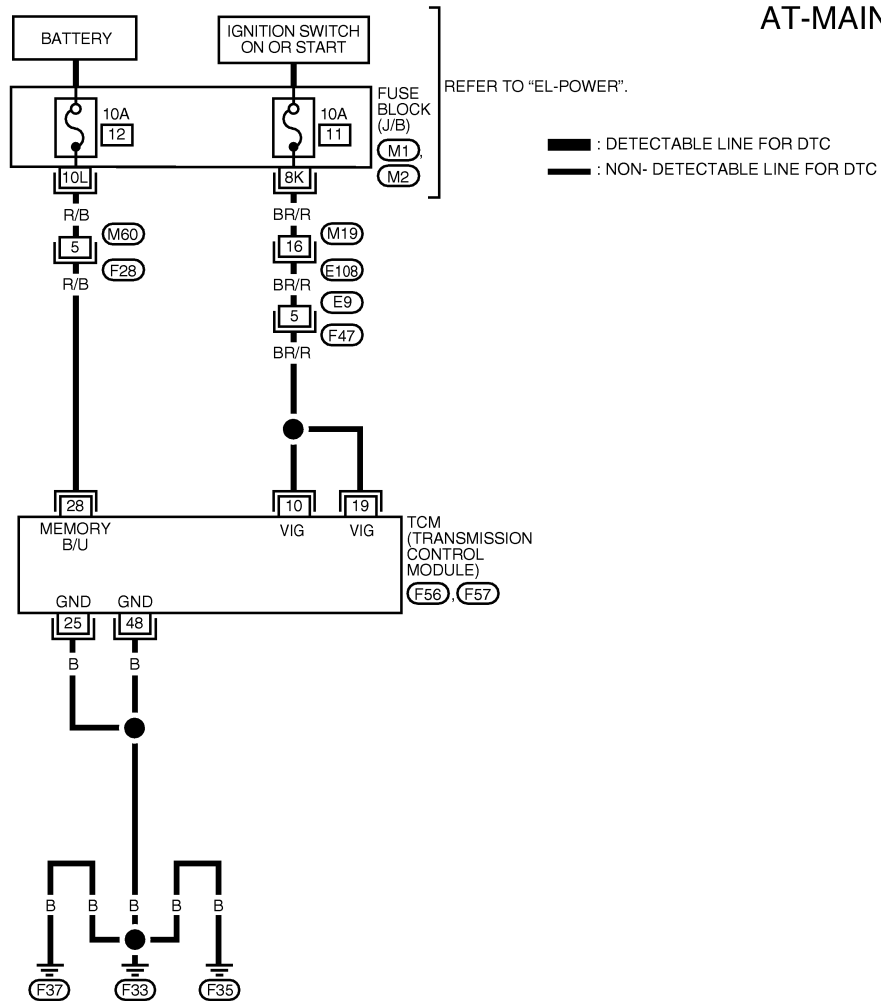 AT-MAIN
BATTERY
IGNITION SWITCH
ON OR START
REFER TO “EL-POWER”.
FUSE
BLOCK
(J/B)
10A
12
10A
11
M1,
M2
: DETECTABLE LINE FOR DTC
: NON- DETECTABLE LINE FOR DTC
10L
8K
R/B
BR/R
5
M60
16
M19
F28
E108
R/B
BR/R
E9
5
F47
BR/R
28
10
19
MEMORY
B/U
VIG
VIG
TCM
(TRANSMISSION
CONTROL
MODULE)
F56, F57
GND
GND
25
48
B
B
B
B
B
B
B
F37
F33
F35